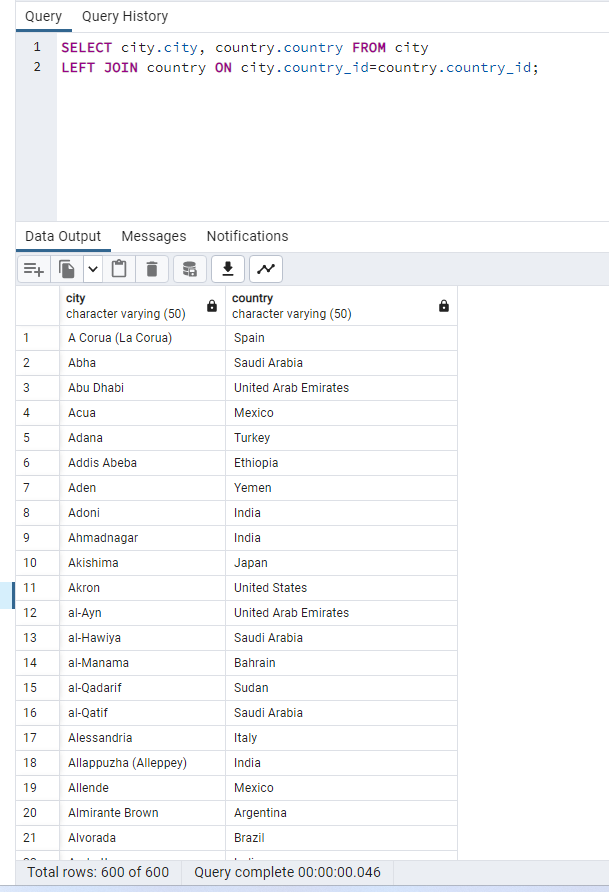 Query Query History
1 SELECT city.city, country.country FROM city
2 LEFT JOIN country ON city.country_id=country.country_id;
Data Output Messages Notifications
city country
character varying (50) character varying (50)
1 A Corua (La Corua) Spain
2 Abha Saudi Arabia
3 Abu Dhabi United Arab Emirates
4 Acua Mexico
5 Adana Turkey
6 Addis Abeba Ethiopia
7 Aden Yemen
8 Adoni India
9 Ahmadnagar India
10 Akishima Japan
11 Akron United States
12 al-Ayn United Arab Emirates
13 al-Hawiya Saudi Arabia
14 al-Manama Bahrain
15 al-Qadarif Sudan
16 al-Qatif Saudi Arabia
17 Alessandria Italy
18 Allappuzha (Alleppey) India
19 Allende Mexico
20 Almirante Brown Argentina
21 Alvorada Brazil
Total rows: 600 of 600 Query complete 00:00:00.046